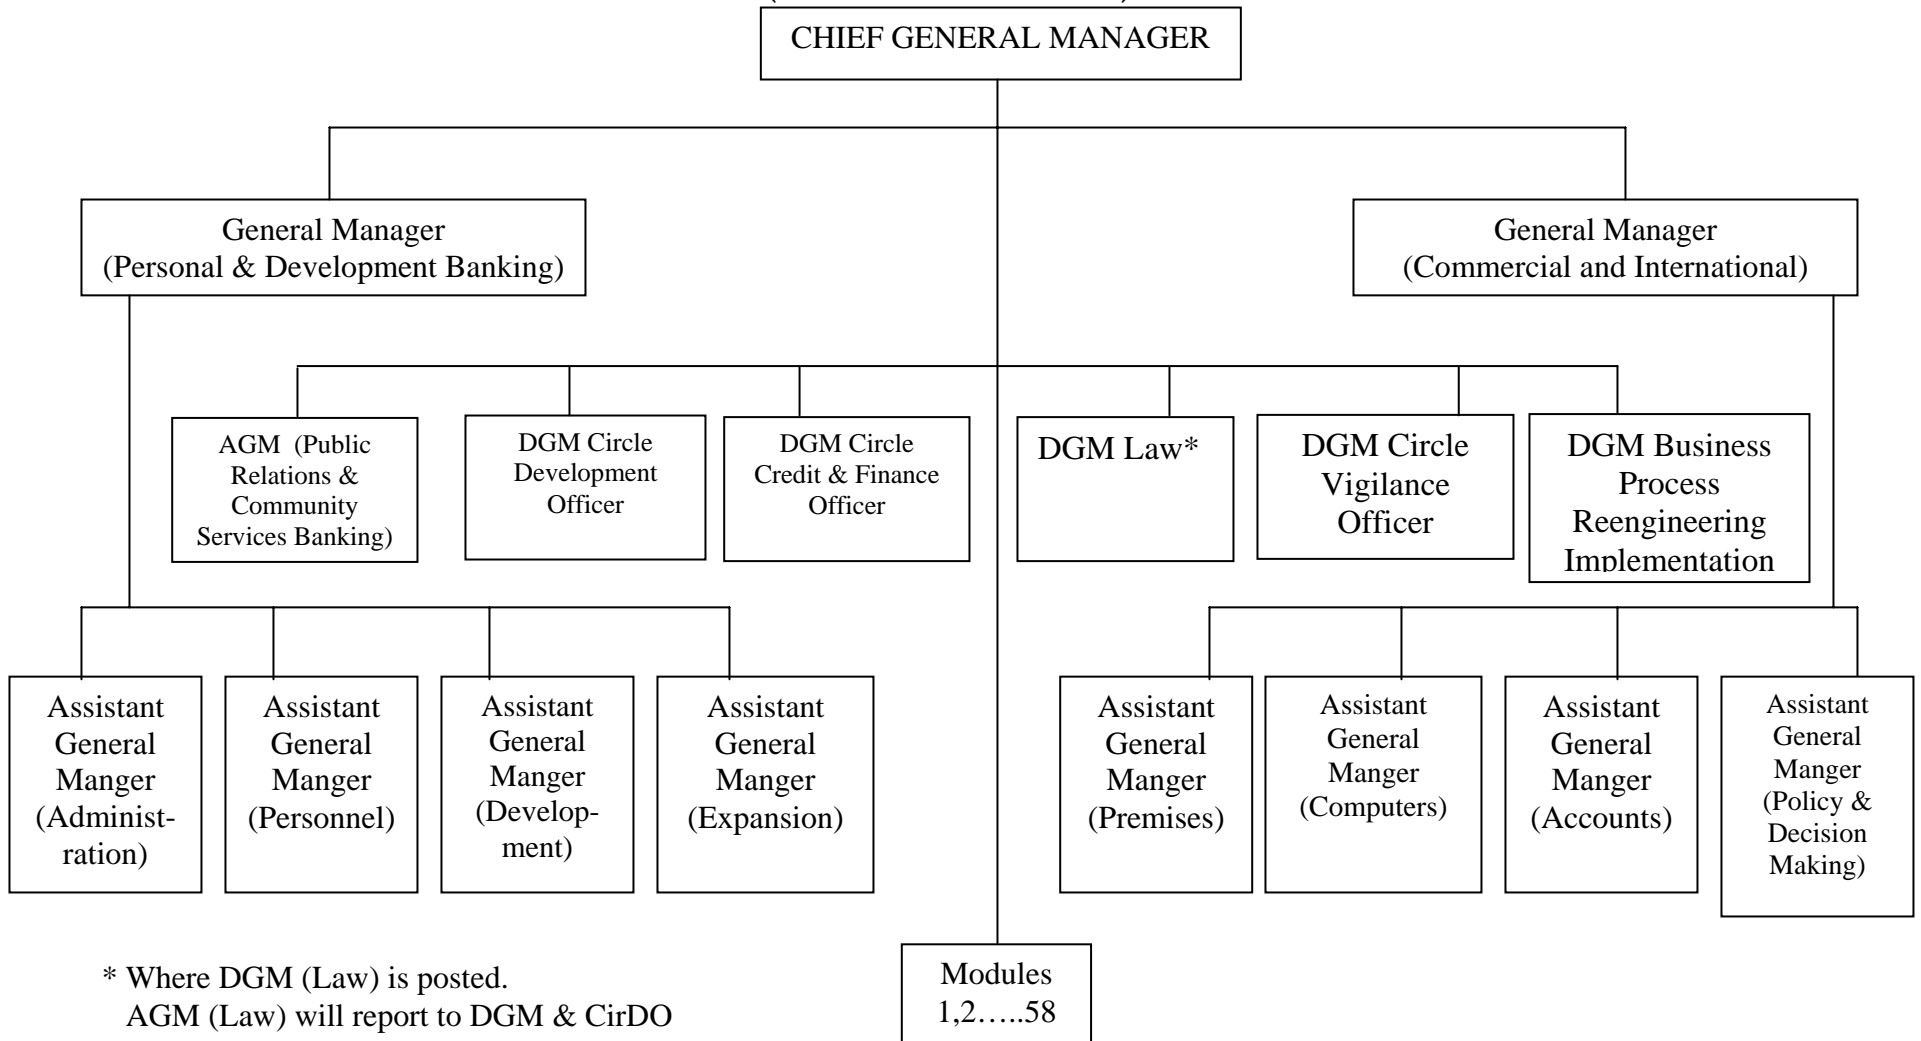 CHIEF GENERAL MANAGER
General Manager
(Personal & Development Banking)
General Manager
(Commercial and International)
AGM (Public
Relations &
Community
Services Banking)
DGM Circle
Development
Officer
DGM Circle
Credit & Finance
Officer
DGM Law*
DGM Circle
Vigilance
Officer
DGM Business
Process
Reengineering
Implementation
Assistant
General
Manger
(Administ-
ration)
Assistant
General
Manger
(Personnel)
Assistant
General
Manger
(Develop-
ment)
Assistant
General
Manger
(Expansion)
Assistant
General
Manger
(Premises)
Assistant
General
Manger
(Computers)
Assistant
General
Manger
(Accounts)
Assistant
General
Manger
(Policy &
Decision
Making)
* Where DGM (Law) is posted.
AGM (Law) will report to DGM & CirDO
Modules
1,2…..58